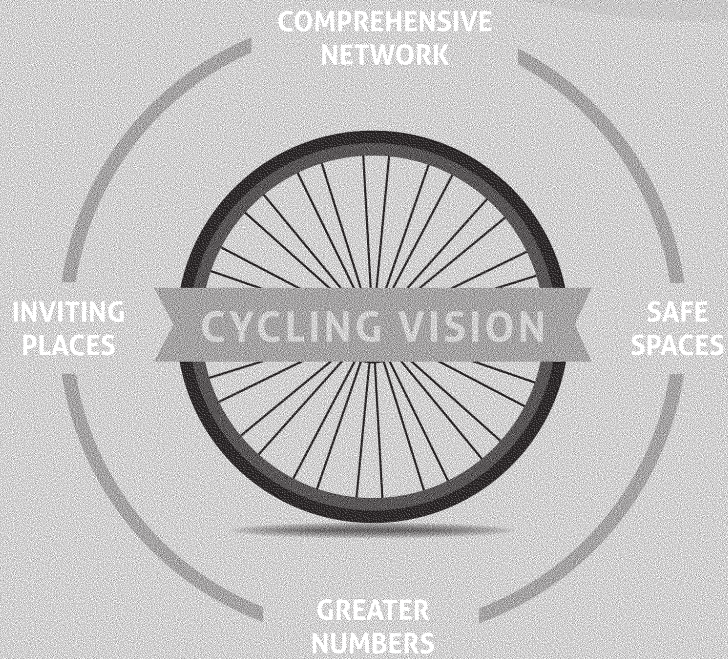 COMPREHENSIVE
NETWORK
INVITING
PLACES
CYCLING VISION
SAFE
SPACES
GREATER
NUMBERS